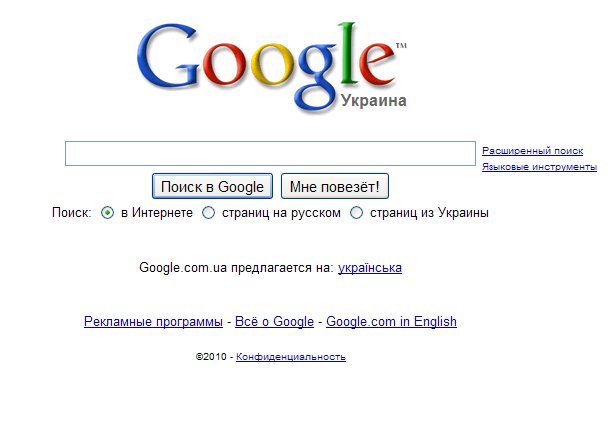 Google™
Украина
Расширенный поиск
Языковые инструменты
Поиск в Google Мне повезёт!
Поиск: в Интернете страниц на русском страниц из Украины
Google.com.ua предлагается на: українська
Рекламные программы - Всё о Google - Google.com in English
©2010 - Конфиденциальность